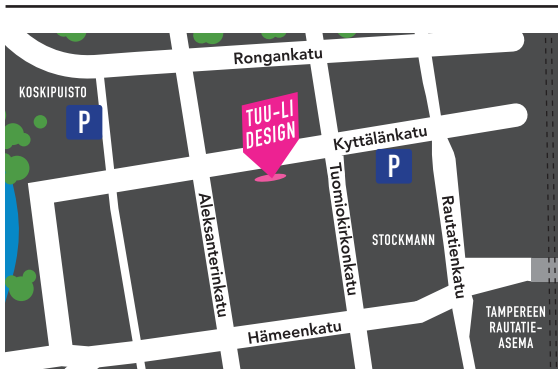 Rongankatu
KOSKIPUISTO
P
TUU-LI
DESIGN
Kyttälänkatu
P
Aleksanterinkatu
Tuomiokirkonkatu
Rautatienkatu
STOCKMANN
Hämeenkatu
TAMPEREEN
RAUTATIE-
ASEMA